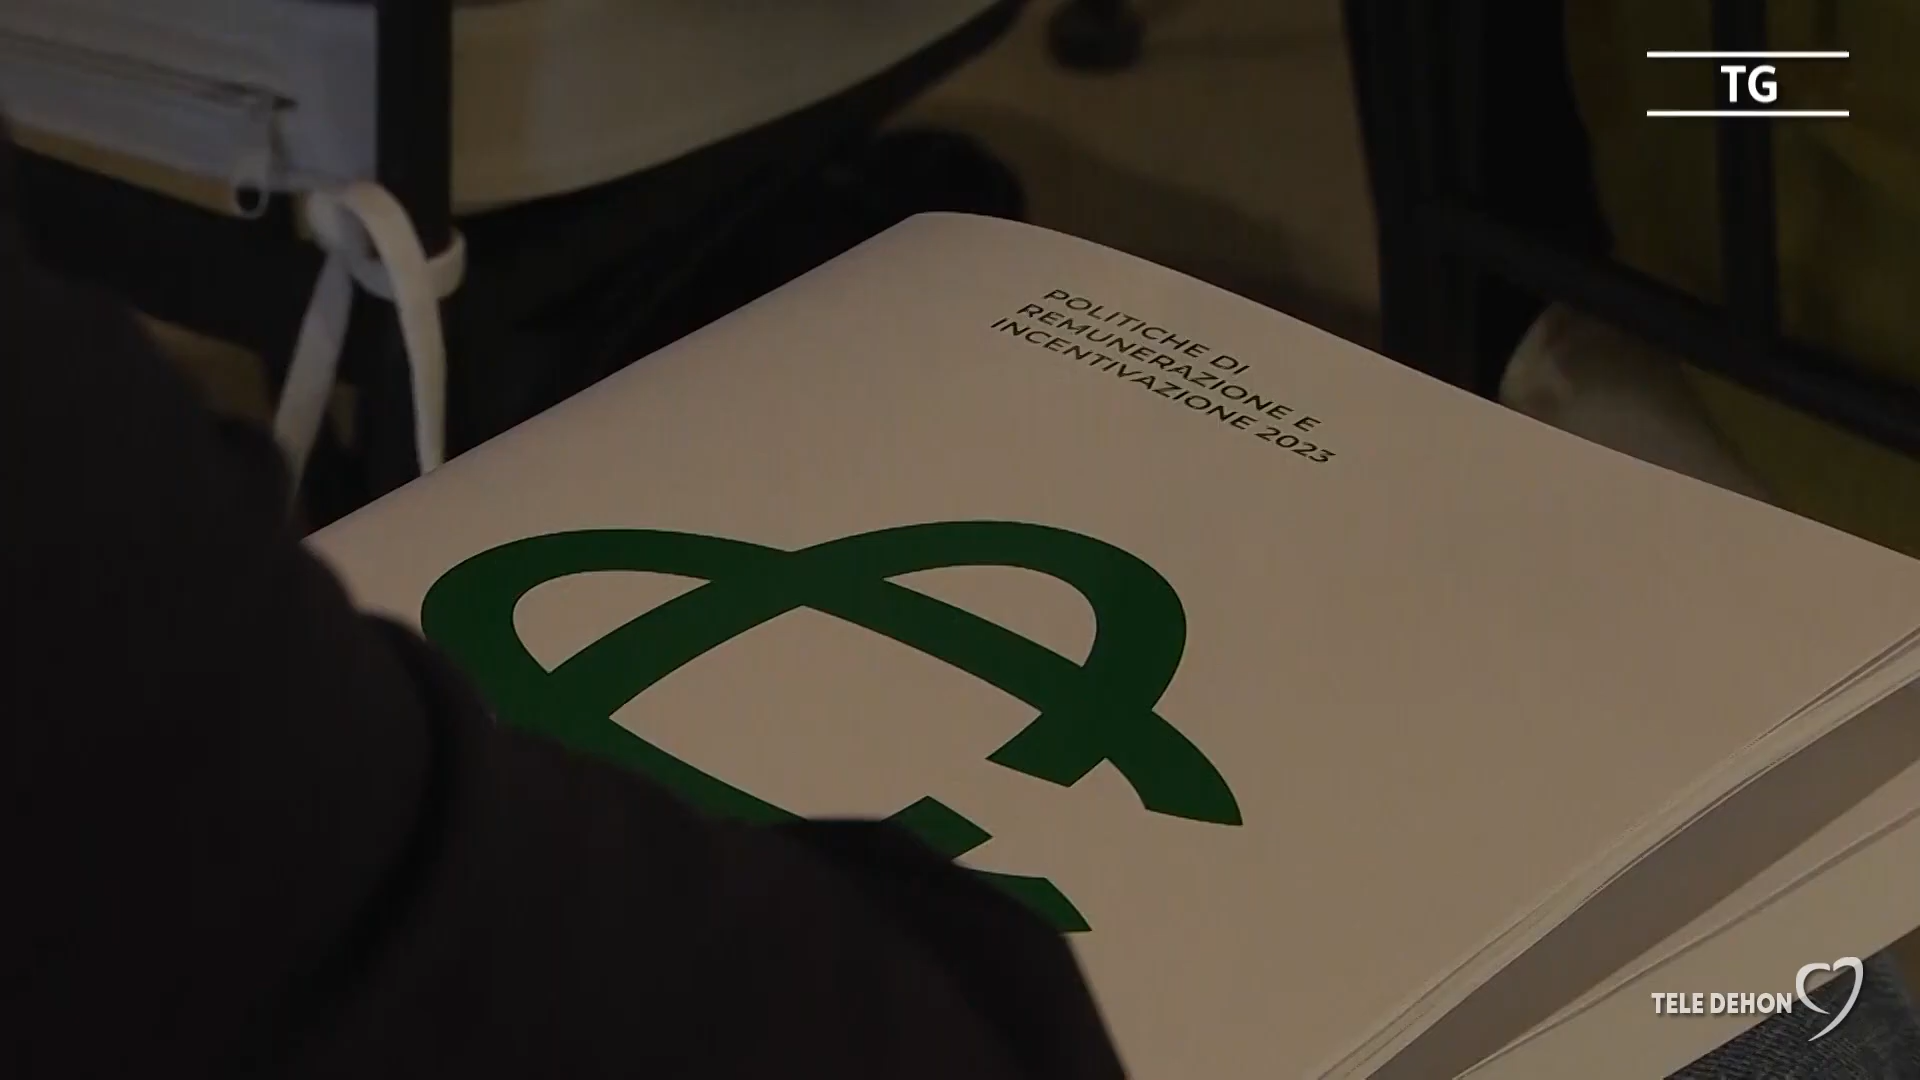 TG
POLITICHE DI
REMUNERAZIONE E
INCENTIVAZIONE 2023
TELE DEHON